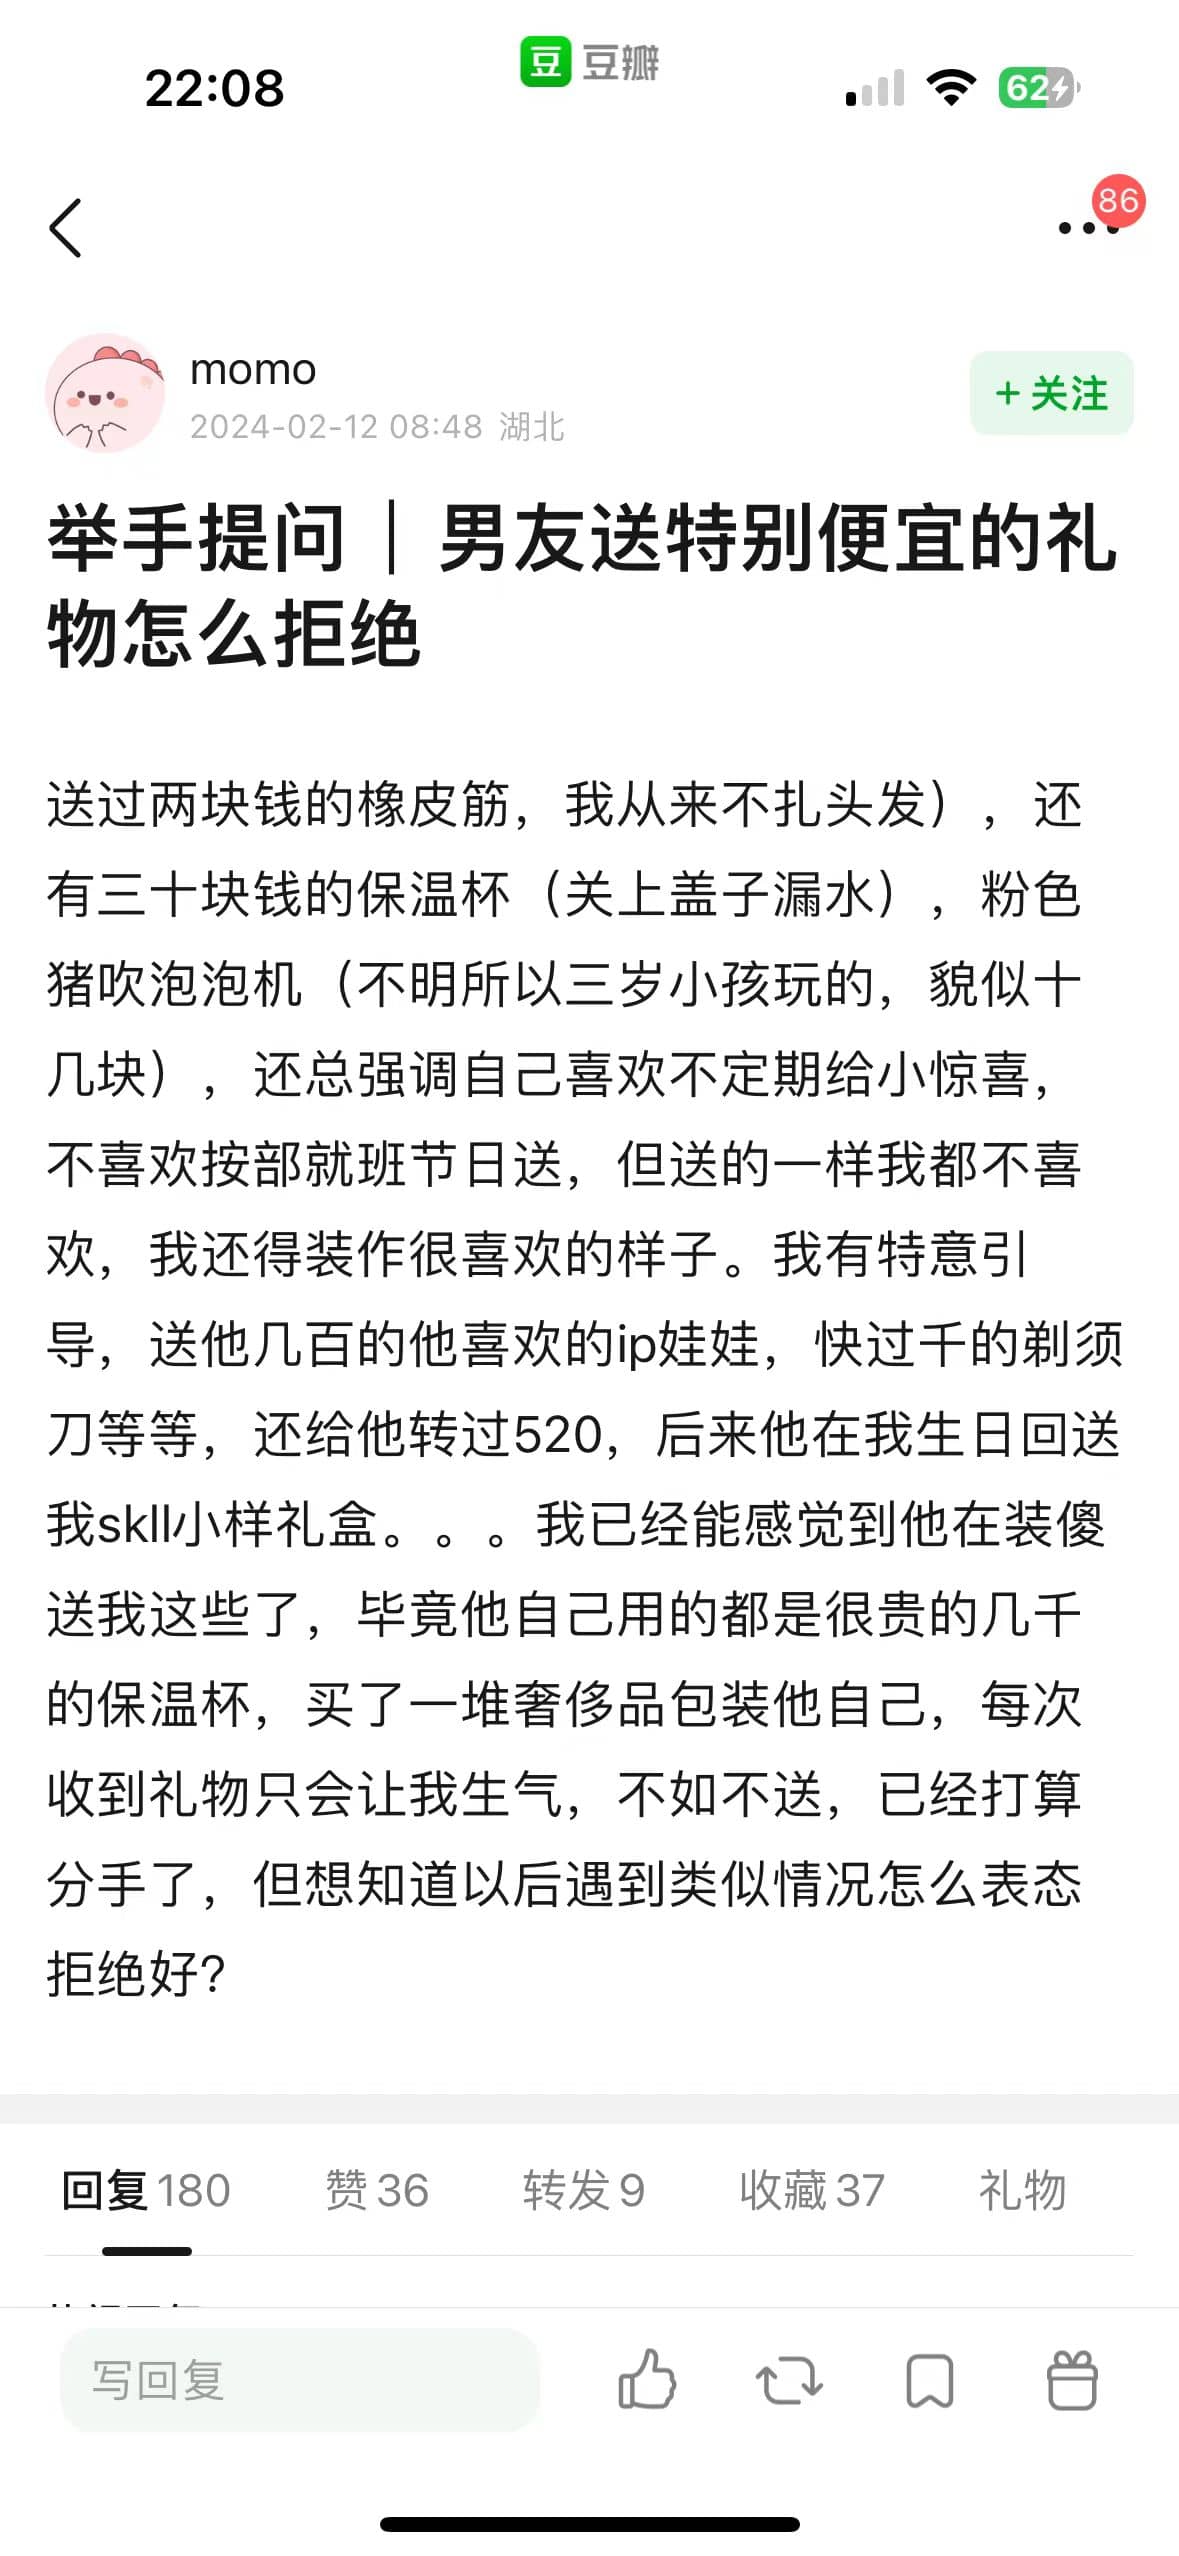 22:08
豆 豆瓣
62
86
momo
2024-02-12 08:48 湖北
+ 关注
举手提问｜男友送特别便宜的礼
物怎么拒绝
送过两块钱的橡皮筋，我从来不扎头发），还
有三十块钱的保温杯（关上盖子漏水），粉色
猪吹泡泡机（不明所以三岁小孩玩的，貌似十
几块），还总强调自己喜欢不定期给小惊喜，
不喜欢按部就班节日送，但送的一样我都不喜
欢，我还得装作很喜欢的样子。我有特意引
导，送他几百的他喜欢的ip娃娃，快过千的剃须
刀等等，还给他转过520，后来他在我生日回送
我skll小样礼盒。。。我已经能感觉到他在装傻
送我这些了，毕竟他自己用的都是很贵的几千
的保温杯，买了一堆奢侈品包装他自己，每次
收到礼物只会让我生气，不如不送，已经打算
分手了，但想知道以后遇到类似情况怎么表态
拒绝好?
回复 180 赞 36 转发 9 收藏 37 礼物
写回复